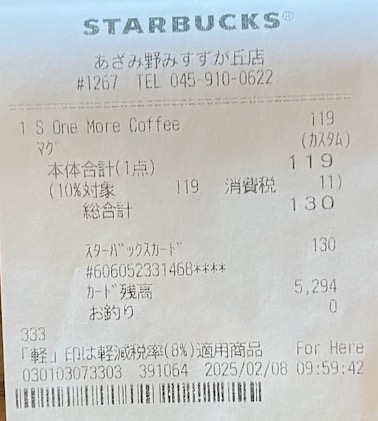 STARBUCKS®
あざみ野みすずが丘店
#1267 TEL 045-910-0622
1 S One More Coffee 119
マグ (カスタム)
本体合計(1点) 119
(10%対象 119 消費税 11)
総合計 130
スターバックスカード 130
#606052331468****
カード残高 5,294
お釣り 0
333
「軽」印は軽減税率(8%)適用商品 For Here
030103073303 391064 2025/02/08 09:59:42